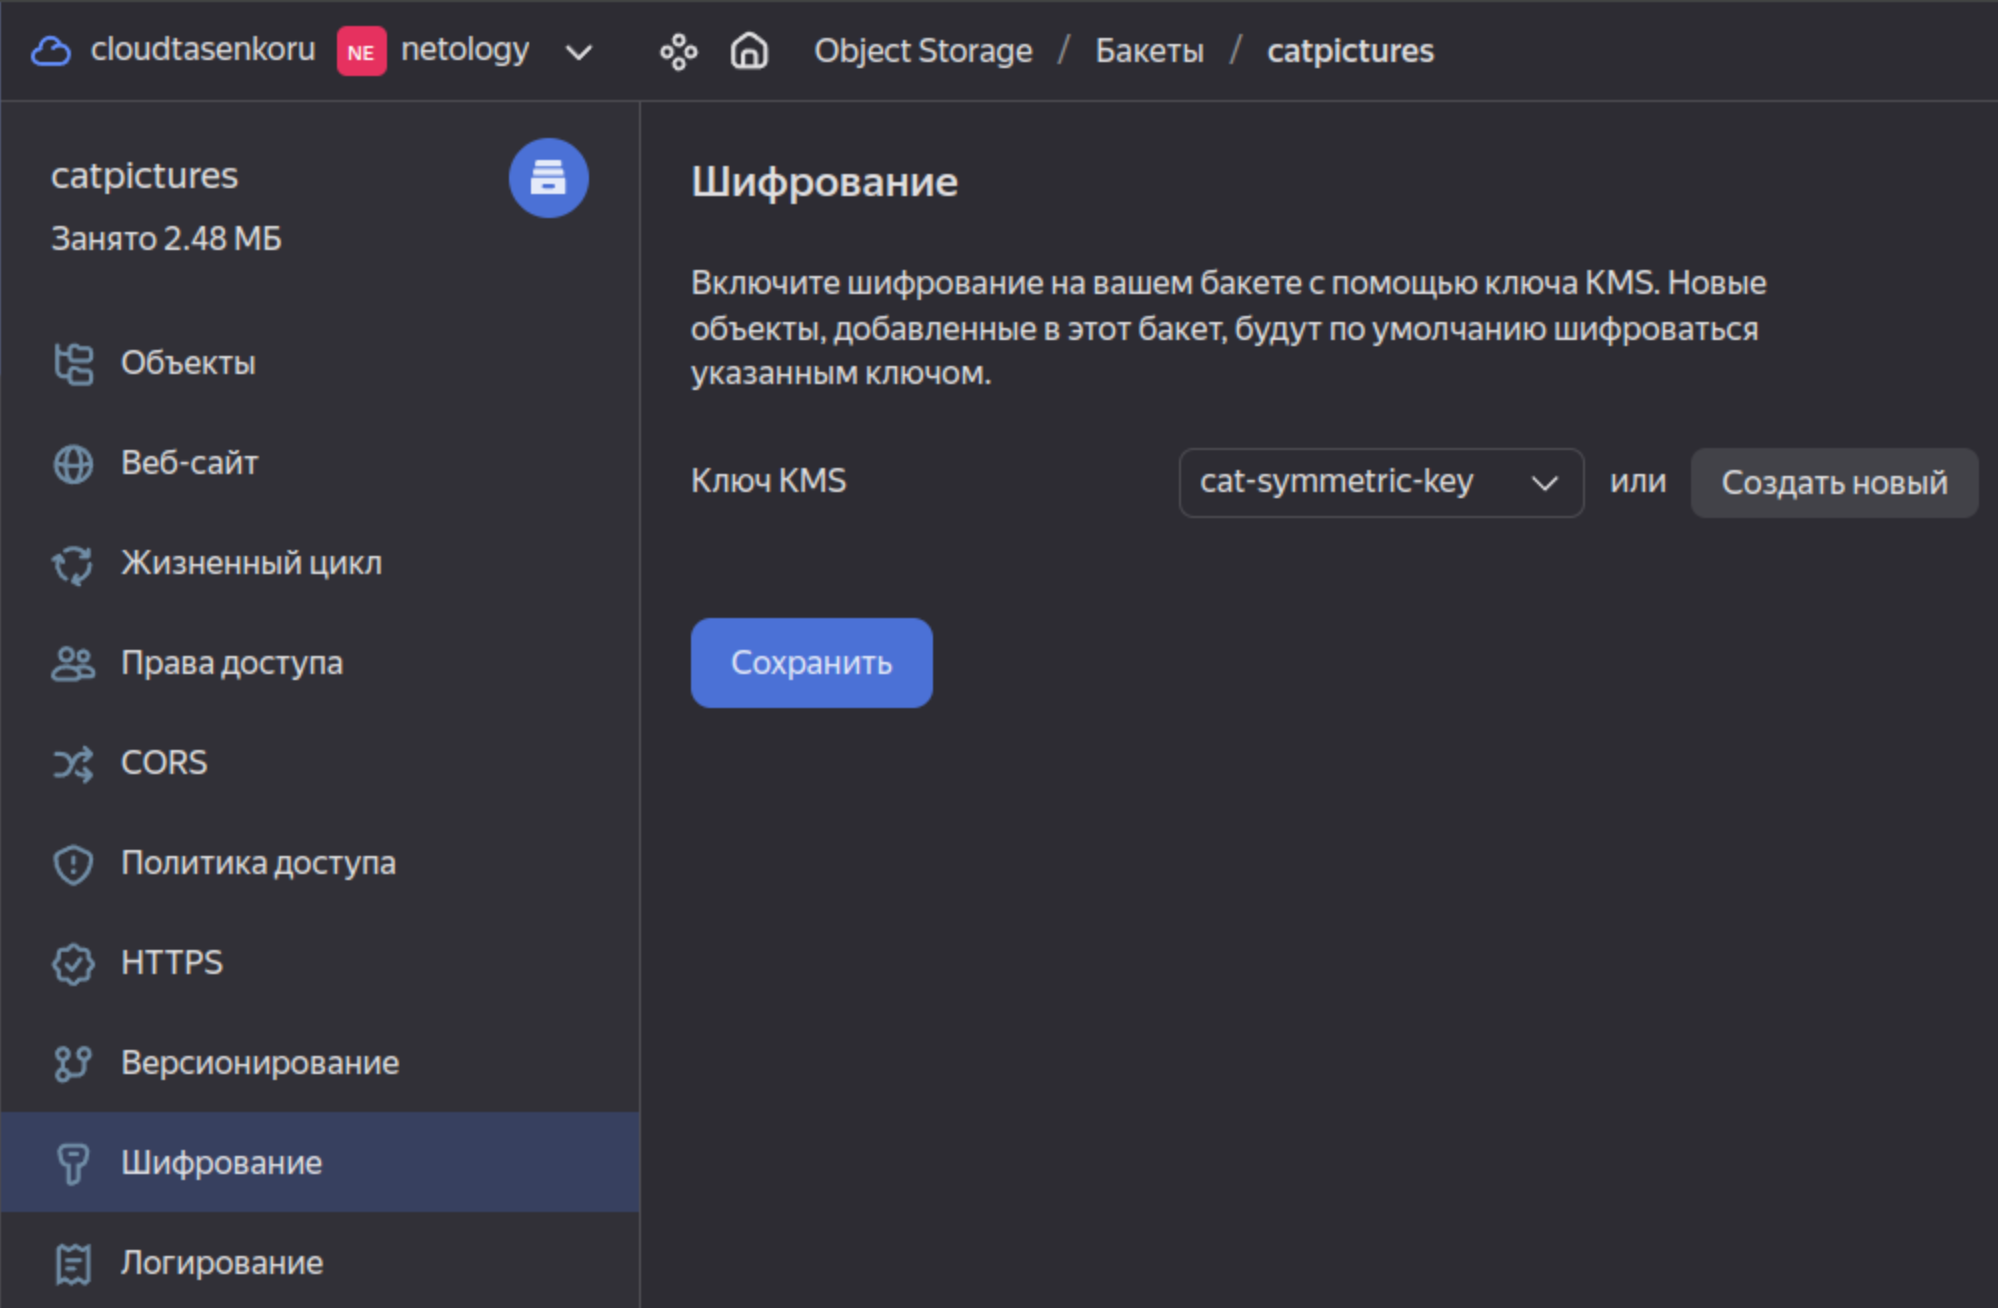 cloudtasenkoru NE netology Object Storage / Бакеты / catpictures
catpictures
Занято 2.48 МБ
Объекты
Веб-сайт
Жизненный цикл
Права доступа
CORS
Политика доступа
HTTPS
Версионирование
Шифрование
Логирование
Шифрование
Включите шифрование на вашем бакете с помощью ключа KMS. Новые
объекты, добавленные в этот бакет, будут по умолчанию шифроваться
указанным ключом.
Ключ KMS cat-symmetric-key или Создать новый
Сохранить